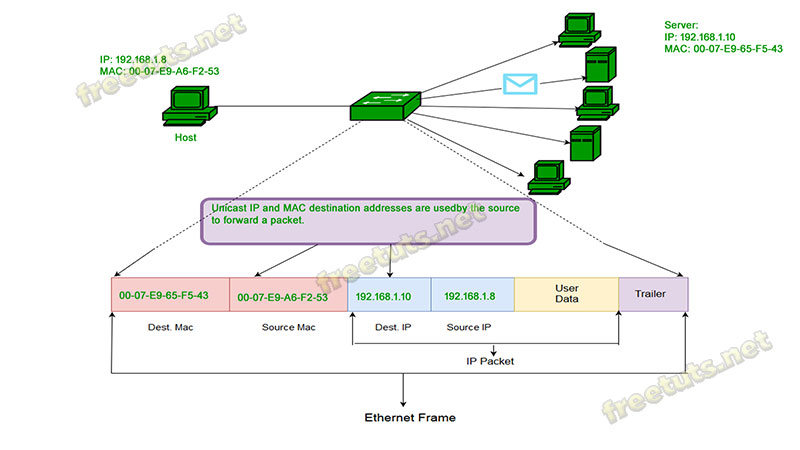 Server:
IP: 192.168.1.10
MAC: 00-07-E9-65-F5-43
IP: 192.168.1.8
MAC: 00-07-E9-A6-F2-53
freetuts.net
Host
Unicast IP and MAC destination addresses are usedby the source
to forward a packet.
freetuts.net
00-07-E9-65-F5-43
00-07-E9-A6-F2-53
192.168.1.10
192.168.1.8
User
Data
Trailer
Dest. Mac
Source Mac
Dest. IP
Source IP
IP Packet
freetuts.net
Ethernet Frame